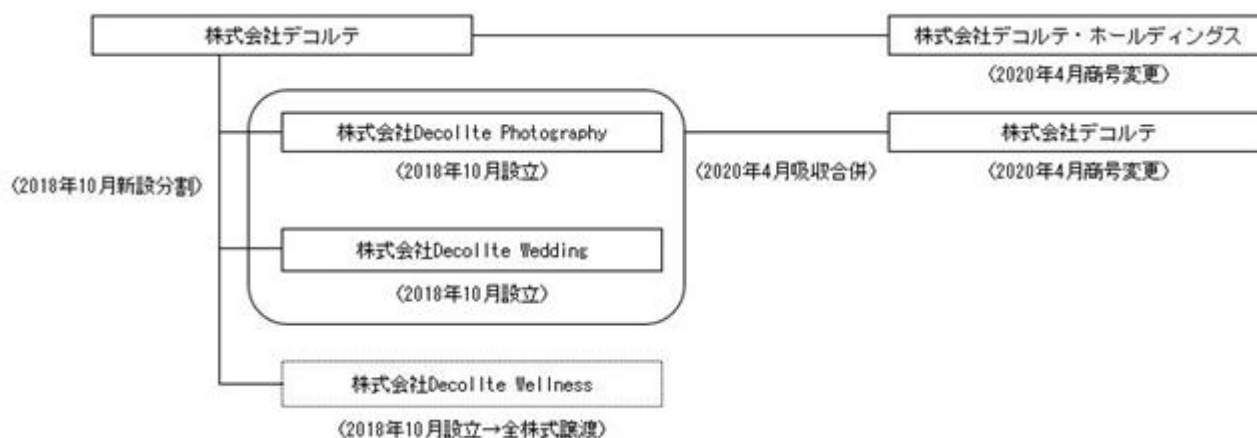 株式会社デコルテ
株式会社デコルテ・ホールディングス
〈2020年4月商号変更〉
株式会社Decollte Photography
株式会社デコルテ
〈2018年10月新設分割〉
〈2018年10月設立〉
〈2020年4月吸収合併〉
〈2020年4月商号変更〉
株式会社Decollte Wedding
〈2018年10月設立〉
株式会社Decollte Wellness
〈2018年10月設立→全株式譲渡〉